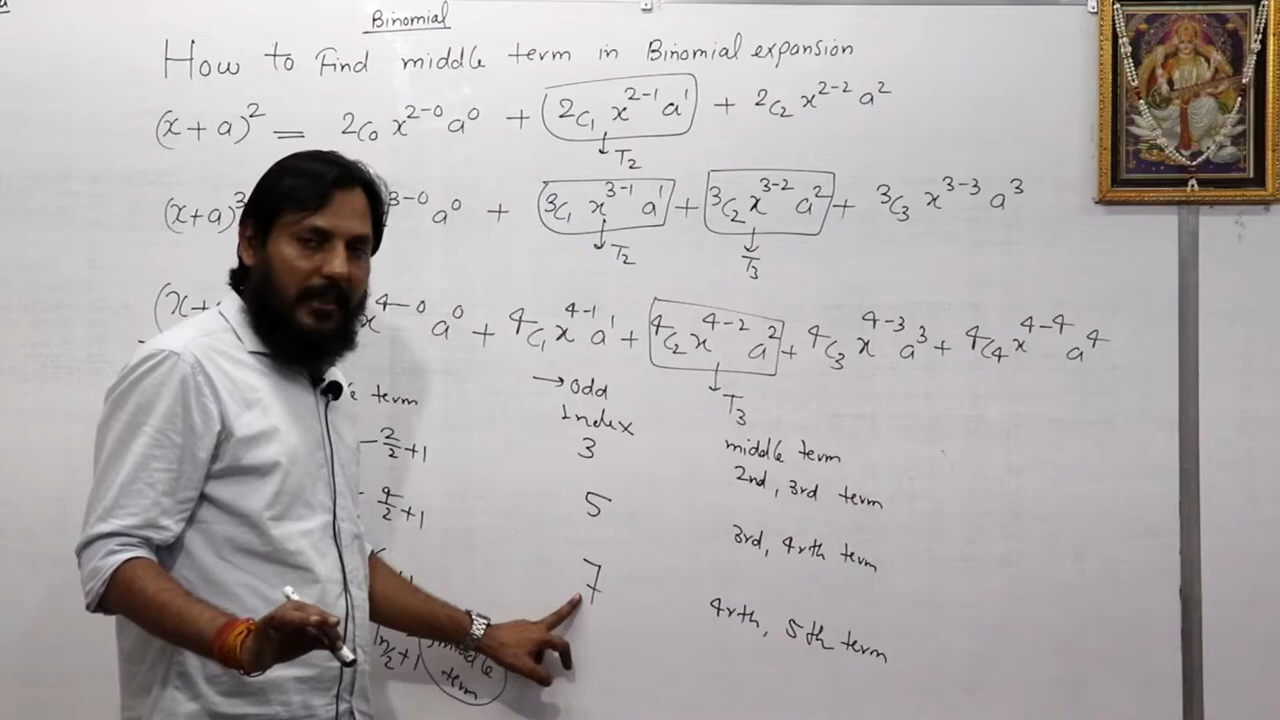 Binomial
How to Find middle term in Binomial expansion
(x+a)² = 2C₀ x²⁻⁰ a⁰ + 2C₁ x²⁻¹ a¹ + ²C₂ x²⁻² a²
T₂
(x+a)³ ³⁻⁰ a⁰ + ³C₁ x³⁻¹ a¹ + ³C₂ x³⁻² a² + ³C₃ x³⁻³ a³
T₂ T₃
(x+ x⁴⁻⁰ a⁰ + ⁴C₁ x⁴⁻¹ a¹ + ⁴C₂ x⁴⁻² a² + ⁴C₃ x⁴⁻³ a³ + ⁴C₄ x⁴⁻⁴ a⁴
T₃
term
2/2+1
4/2+1
n/2+1
middle term
→ odd
Index
3
5
7
middle term
2nd, 3rd term
3rd, 4rth term
4rth, 5th term